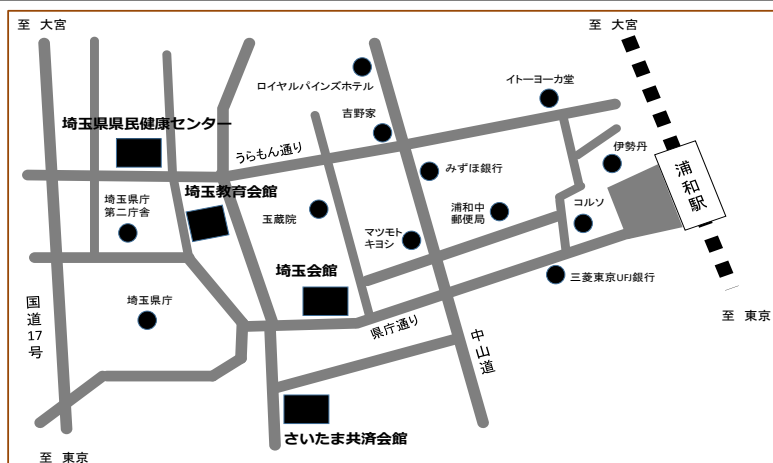 至 大宮
至 大宮
ロイヤルパインズホテル
イトーヨーカ堂
吉野家
埼玉県県民健康センター
うらもん通り
伊勢丹
みずほ銀行
浦和駅
埼玉教育会館
埼玉県庁
第二庁舎
玉蔵院
浦和中
郵便局
コルソ
マツモト
キヨシ
埼玉会館
三菱東京UFJ銀行
国道17号
埼玉県庁
県庁通り
中山道
至 東京
さいたま共済会館
至 東京